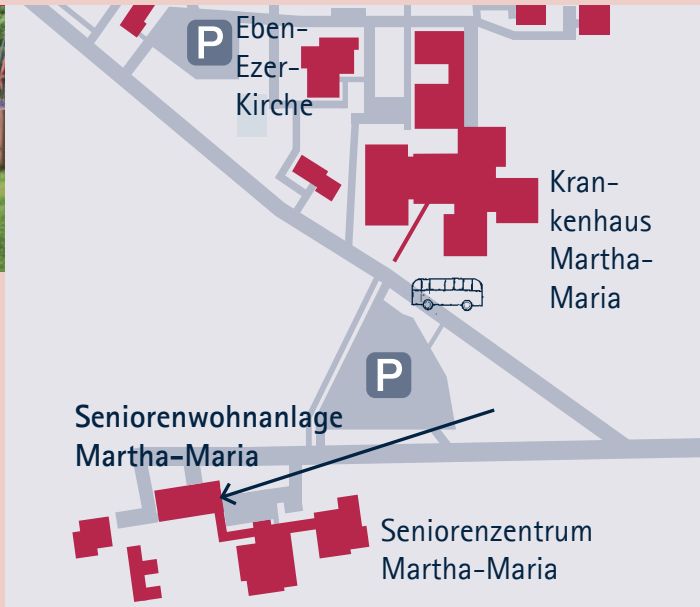 P
Eben-
Ezer-
Kirche
Kran-
kenhaus
Martha-
Maria
P
Seniorenwohnanlage
Martha-Maria
Seniorenzentrum
Martha-Maria